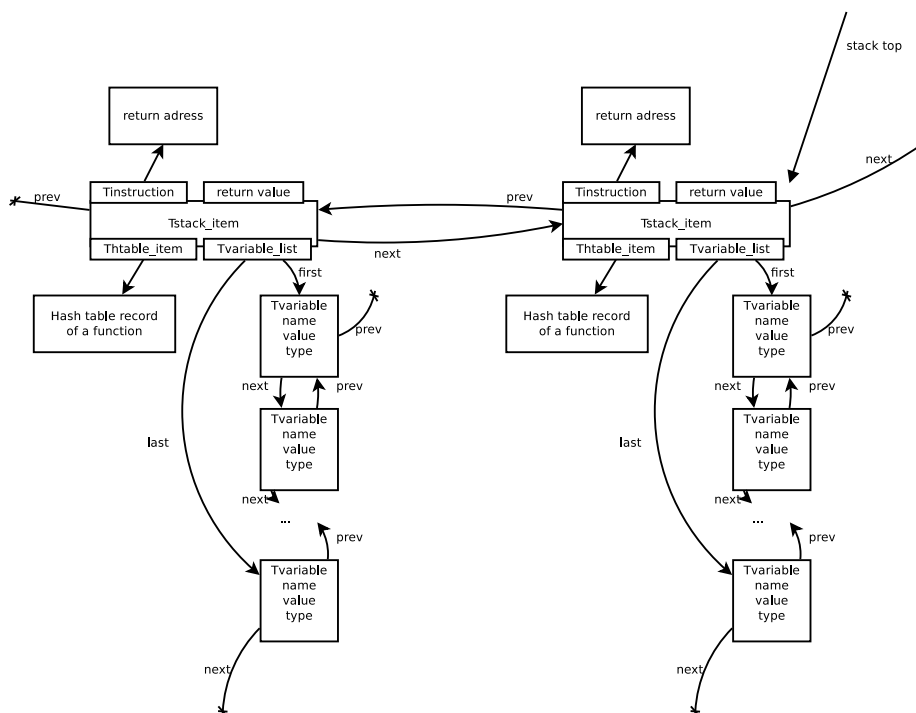 stack top
return adress
return adress
next
Tinstruction
return value
Tinstruction
return value
prev
prev
Tstack_item
Tstack_item
Thtable_item
Tvariable_list
next
Thtable_item
Tvariable_list
first
first
Hash table record
of a function
Tvariable
name
value
type
prev
Hash table record
of a function
Tvariable
name
value
type
prev
next
prev
next
prev
Tvariable
name
value
type
Tvariable
name
value
type
last
last
next
next
...
...
prev
prev
Tvariable
name
value
type
Tvariable
name
value
type
next
next